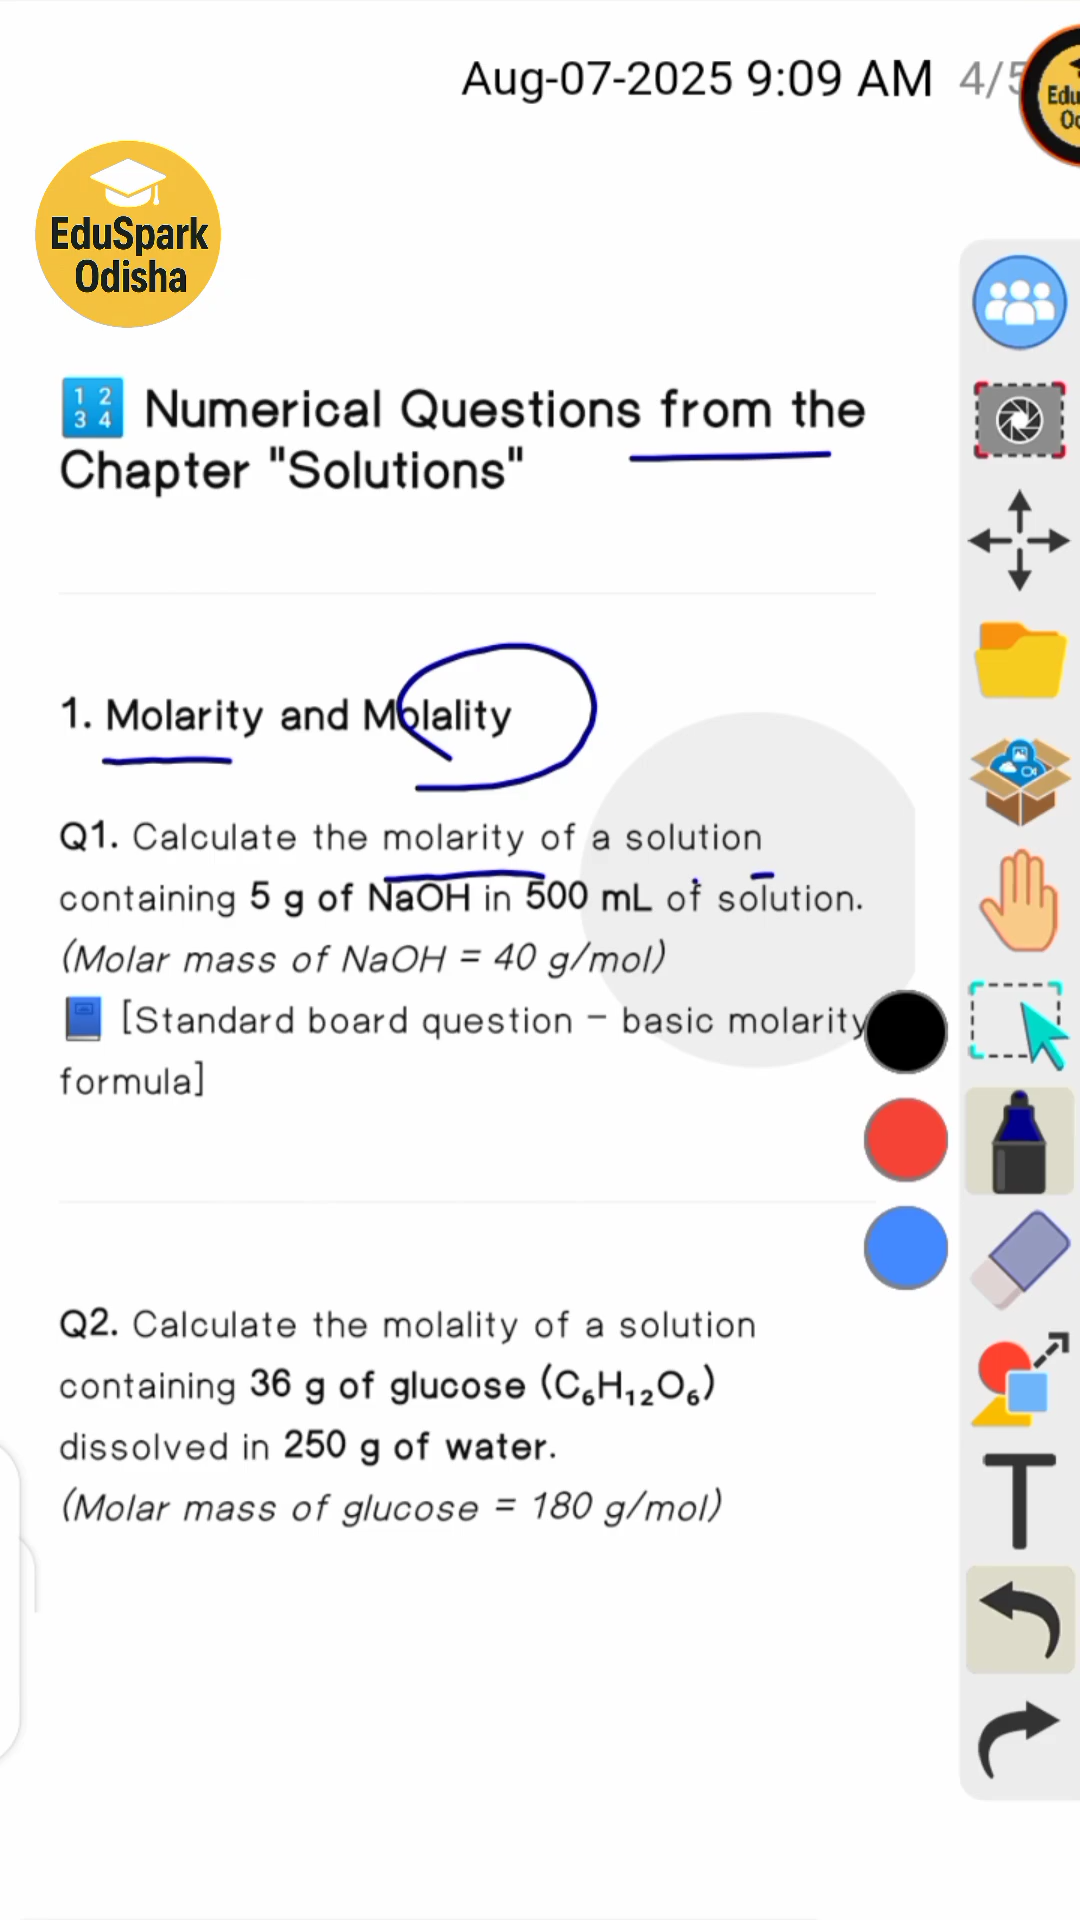 Aug-07-2025 9:09 AM 4/5
EduSpark
Odisha
1 2
3 4
Numerical Questions from the
Chapter "Solutions"
1. Molarity and Molality
Q1. Calculate the molarity of a solution
containing 5 g of NaOH in 500 mL of solution.
(Molar mass of NaOH = 40 g/mol)
[Standard board question – basic molarity
formula]
Q2. Calculate the molality of a solution
containing 36 g of glucose (C₆H₁₂O₆)
dissolved in 250 g of water.
(Molar mass of glucose = 180 g/mol)
T